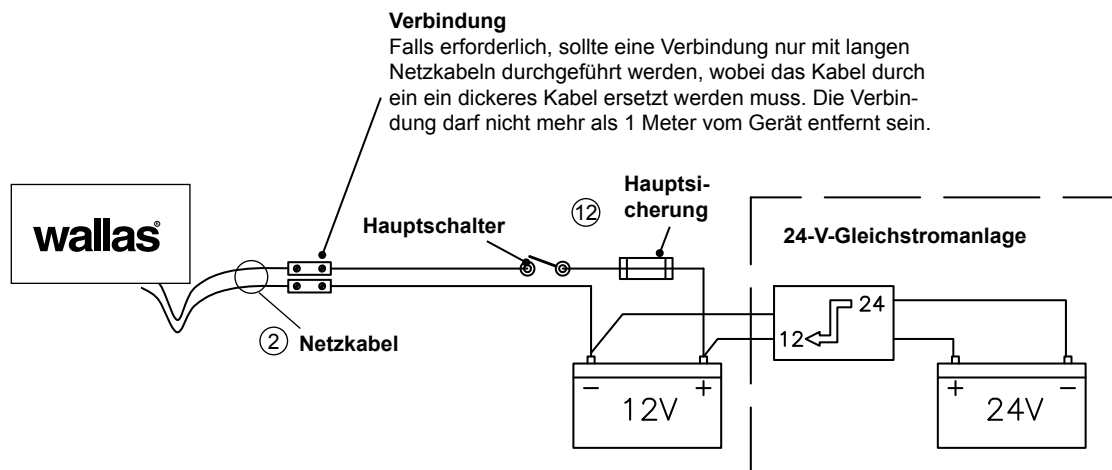 Verbindung
Falls erforderlich, sollte eine Verbindung nur mit langen
Netzkabeln durchgeführt werden, wobei das Kabel durch
ein ein dickeres Kabel ersetzt werden muss. Die Verbin-
dung darf nicht mehr als 1 Meter vom Gerät entfernt sein.
wallas®
Hauptschalter
12
Hauptsi-
cherung
24-V-Gleichstromanlage
2 Netzkabel
24
12
− +
12V
+ −
24V